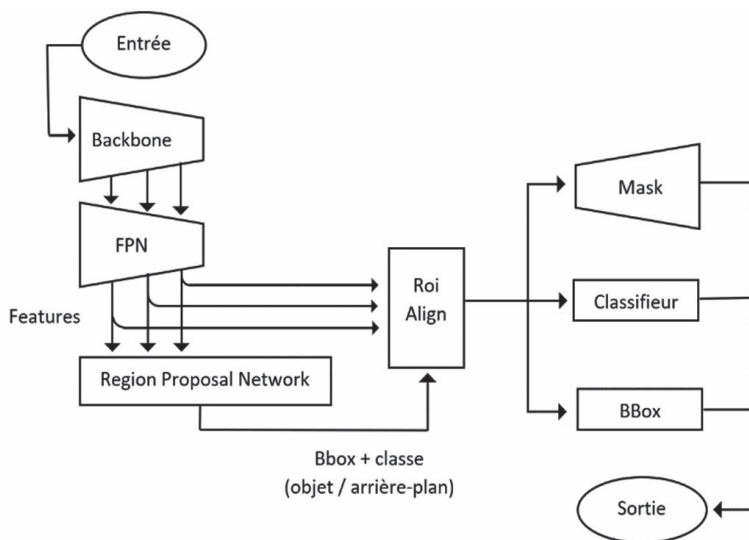 Entrée
Backbone
FPN
Features
Region Proposal Network
Bbox + classe
(objet / arrière-plan)
Roi
Align
Mask
Classifieur
BBox
Sortie